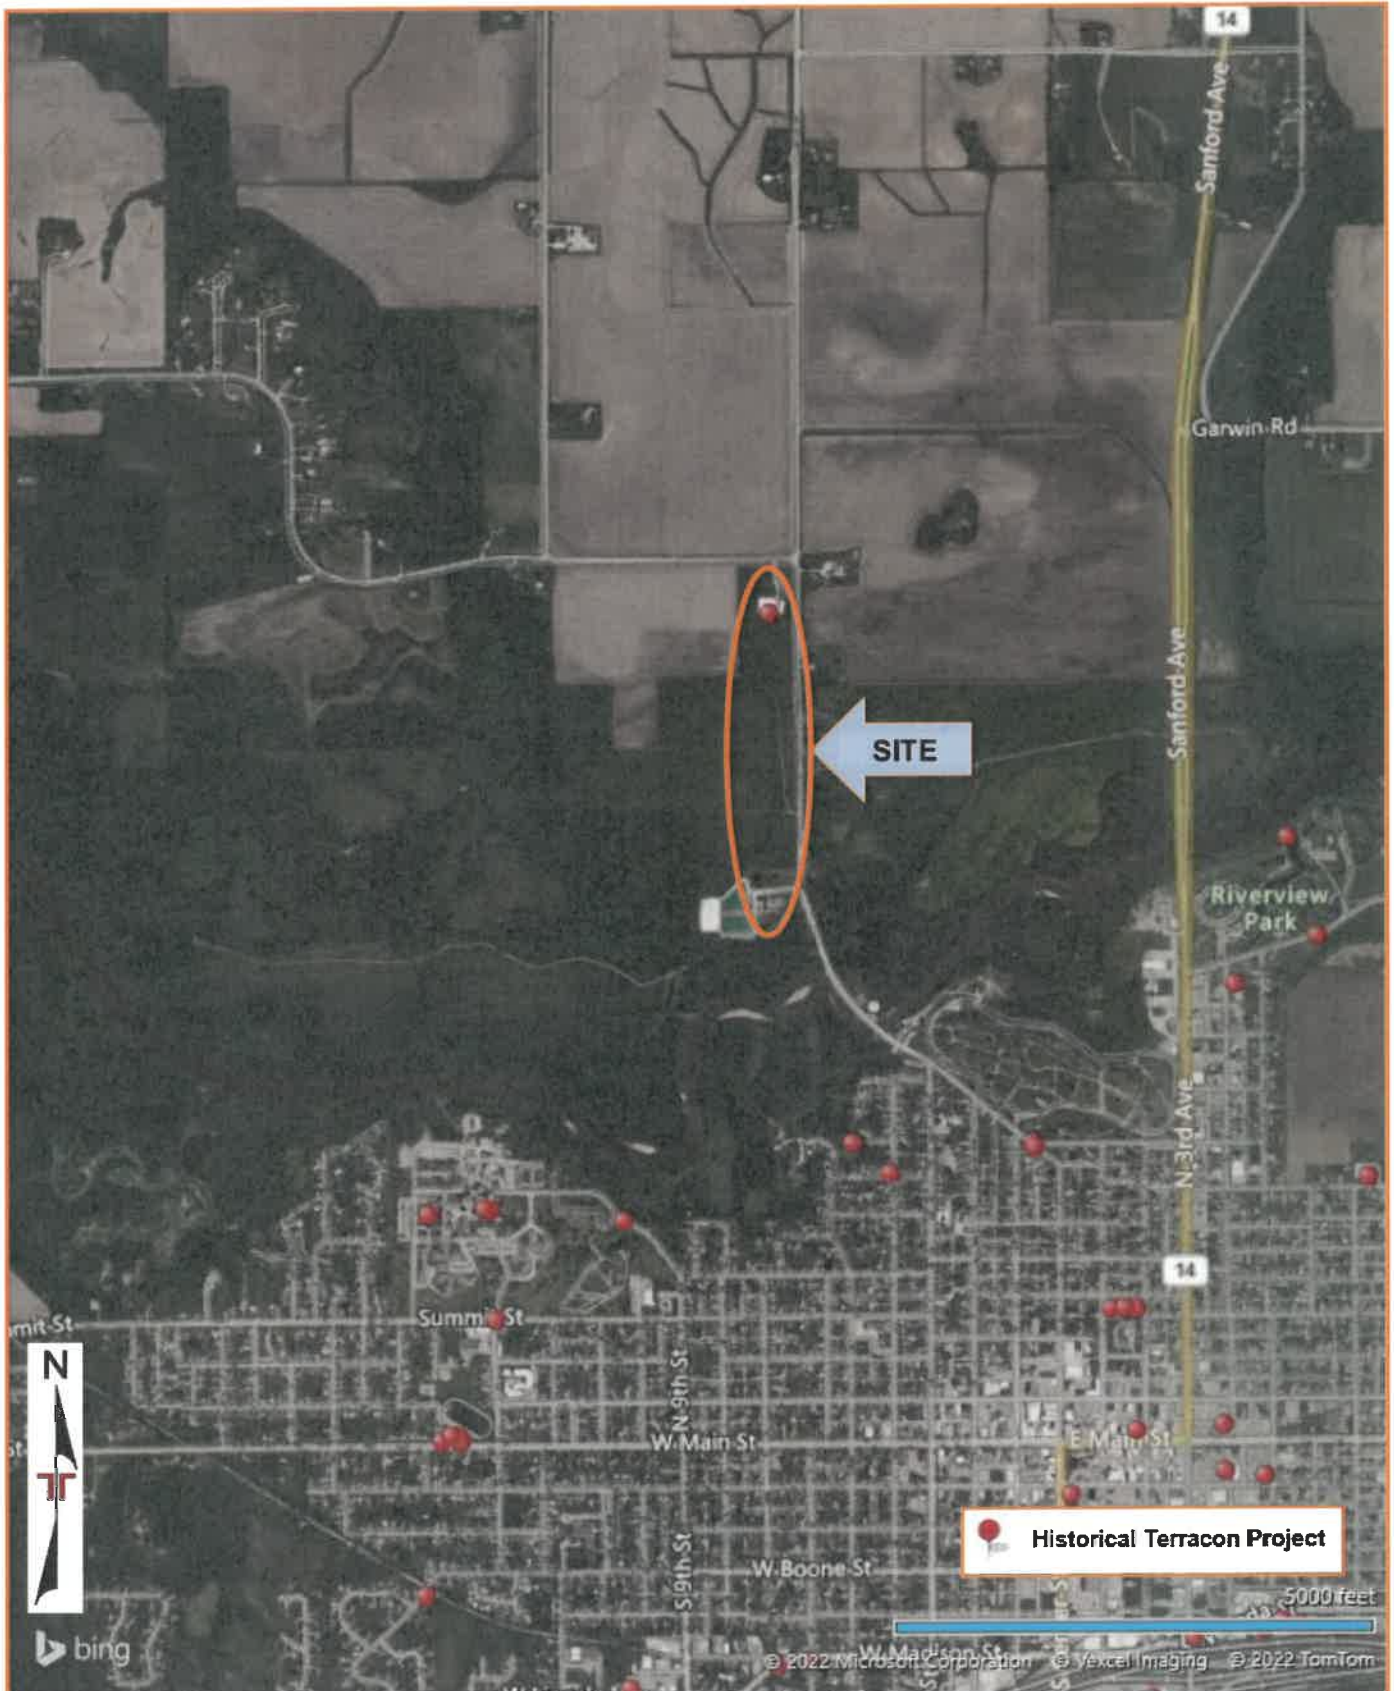 14
Sanford Ave
Garwin Rd
Sanford Ave
SITE
Riverview
Park
N 3rd Ave
14
Summit St
mit St
N
N 9th St
W Main St
E Main St
Historical Terracon Project
S 9th St
W Boone St
5000 feet
bing
W Madison St
© 2022 Microsoft Corporation © Vexcel Imaging © 2022 TomTom